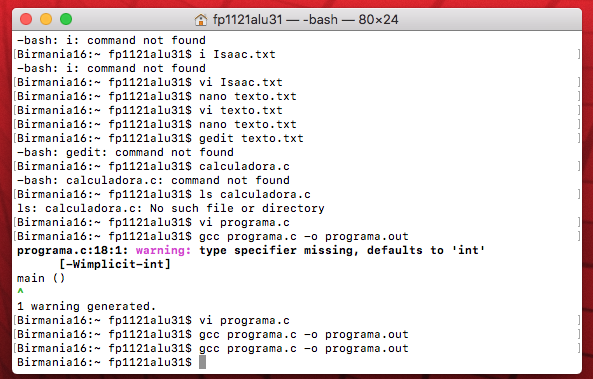 fp1121alu31 — -bash — 80×24
-bash: i: command not found
[Birmania16:~ fp1121alu31$ i Isaac.txt ]
-bash: i: command not found
[Birmania16:~ fp1121alu31$ vi Isaac.txt ]
[Birmania16:~ fp1121alu31$ nano texto.txt ]
[Birmania16:~ fp1121alu31$ vi texto.txt ]
[Birmania16:~ fp1121alu31$ nano texto.txt ]
[Birmania16:~ fp1121alu31$ gedit texto.txt ]
-bash: gedit: command not found
[Birmania16:~ fp1121alu31$ calculadora.c ]
-bash: calculadora.c: command not found
[Birmania16:~ fp1121alu31$ ls calculadora.c ]
ls: calculadora.c: No such file or directory
[Birmania16:~ fp1121alu31$ vi programa.c ]
[Birmania16:~ fp1121alu31$ gcc programa.c -o programa.out ]
programa.c:18:1: warning: type specifier missing, defaults to 'int'
      [-Wimplicit-int]
main ()
^
1 warning generated.
[Birmania16:~ fp1121alu31$ vi programa.c ]
[Birmania16:~ fp1121alu31$ gcc programa.c -o programa.out ]
[Birmania16:~ fp1121alu31$ gcc programa.c -o programa.out ]
Birmania16:~ fp1121alu31$